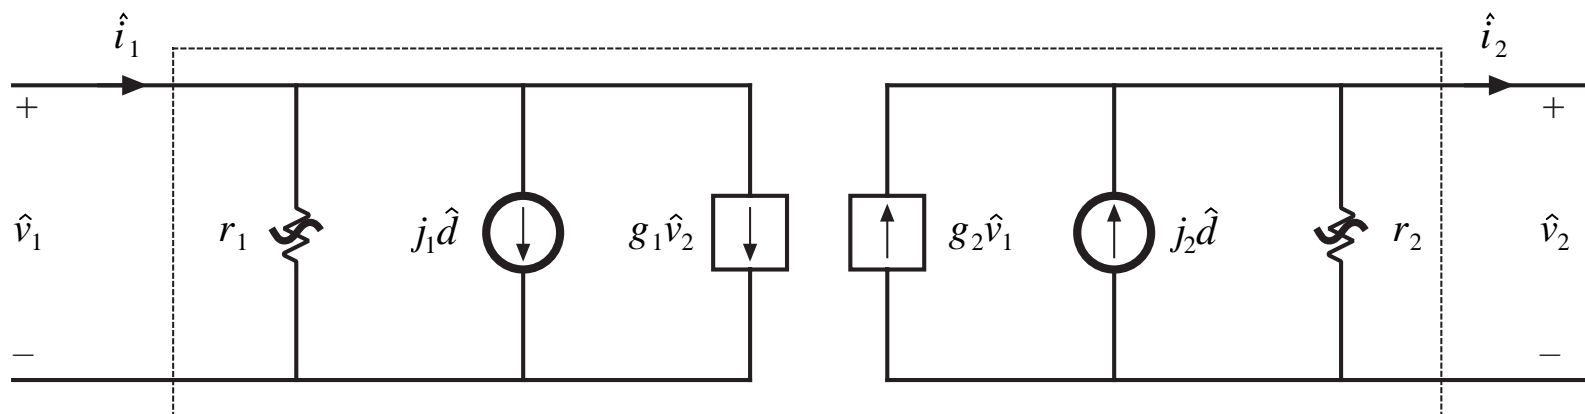 î₁ î₂
+ +
v̂₁ r₁ j₁d̂ g₁v̂₂ g₂v̂₁ j₂d̂ r₂ v̂₂
– –